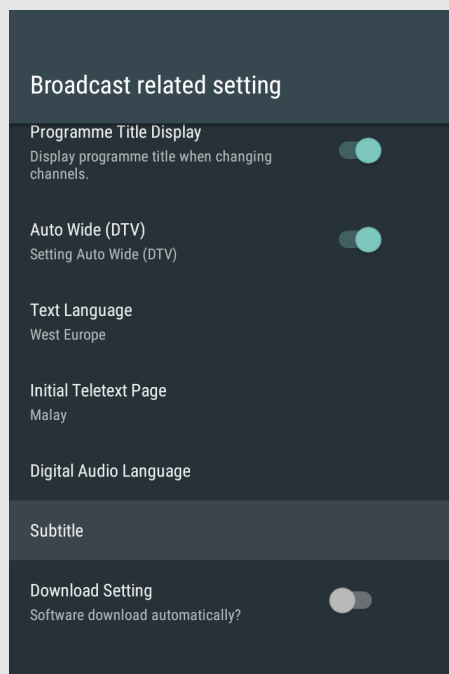 Broadcast related setting
Programme Title Display
Display programme title when changing
channels.
Auto Wide (DTV)
Setting Auto Wide (DTV)
Text Language
West Europe
Initial Teletext Page
Malay
Digital Audio Language
Subtitle
Download Setting
Software download automatically?